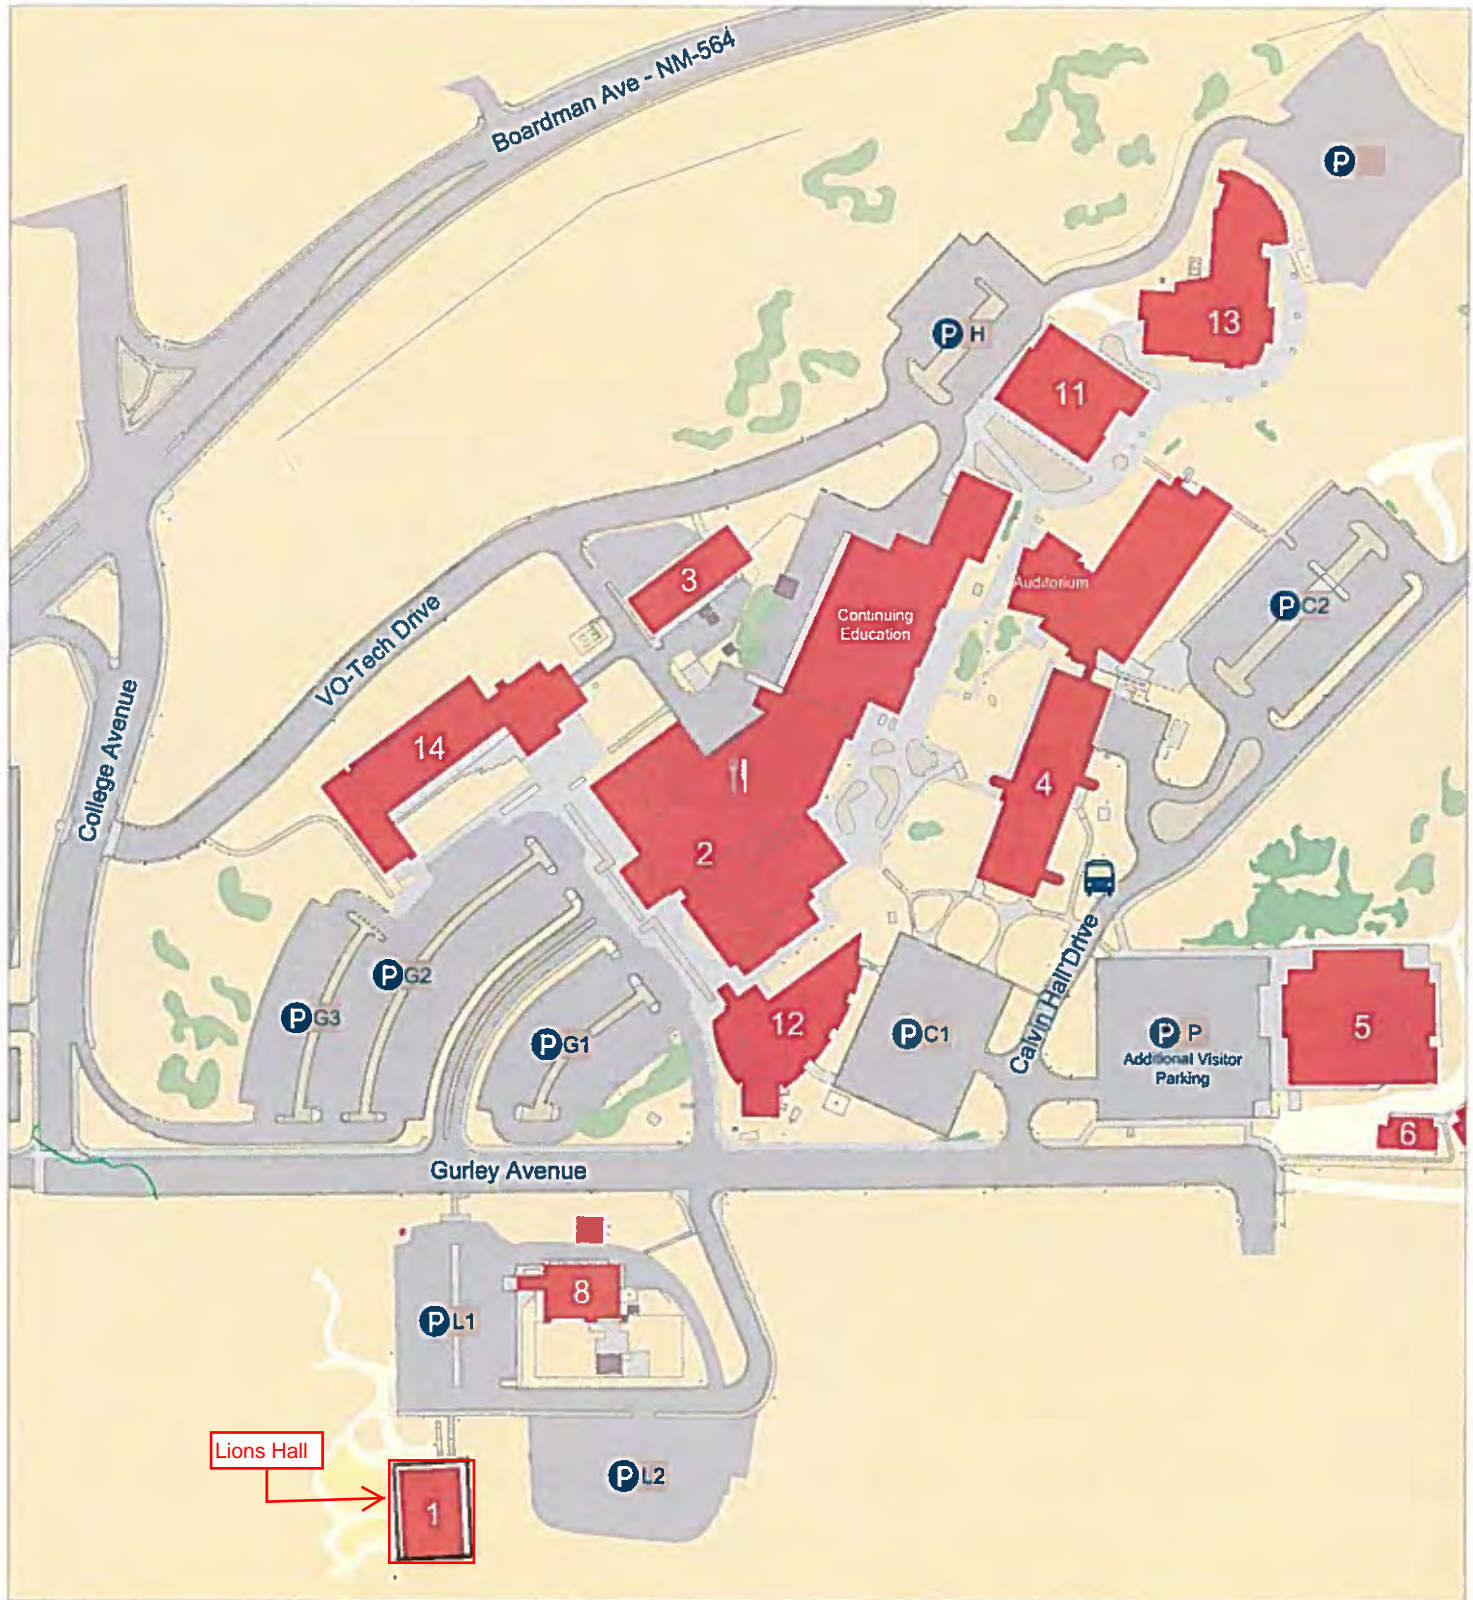 Boardman Ave - NM-564
P
13
P H
11
3
Auditorium
P C2
Continuing
Education
VO-Tech Drive
14
College Avenue
4
2
P G2
P G3
P G1
12
P C1
Calvin Hall Drive
P P
Additional Visitor
Parking
5
6
Gurley Avenue
8
P L1
Lions Hall
P L2
1